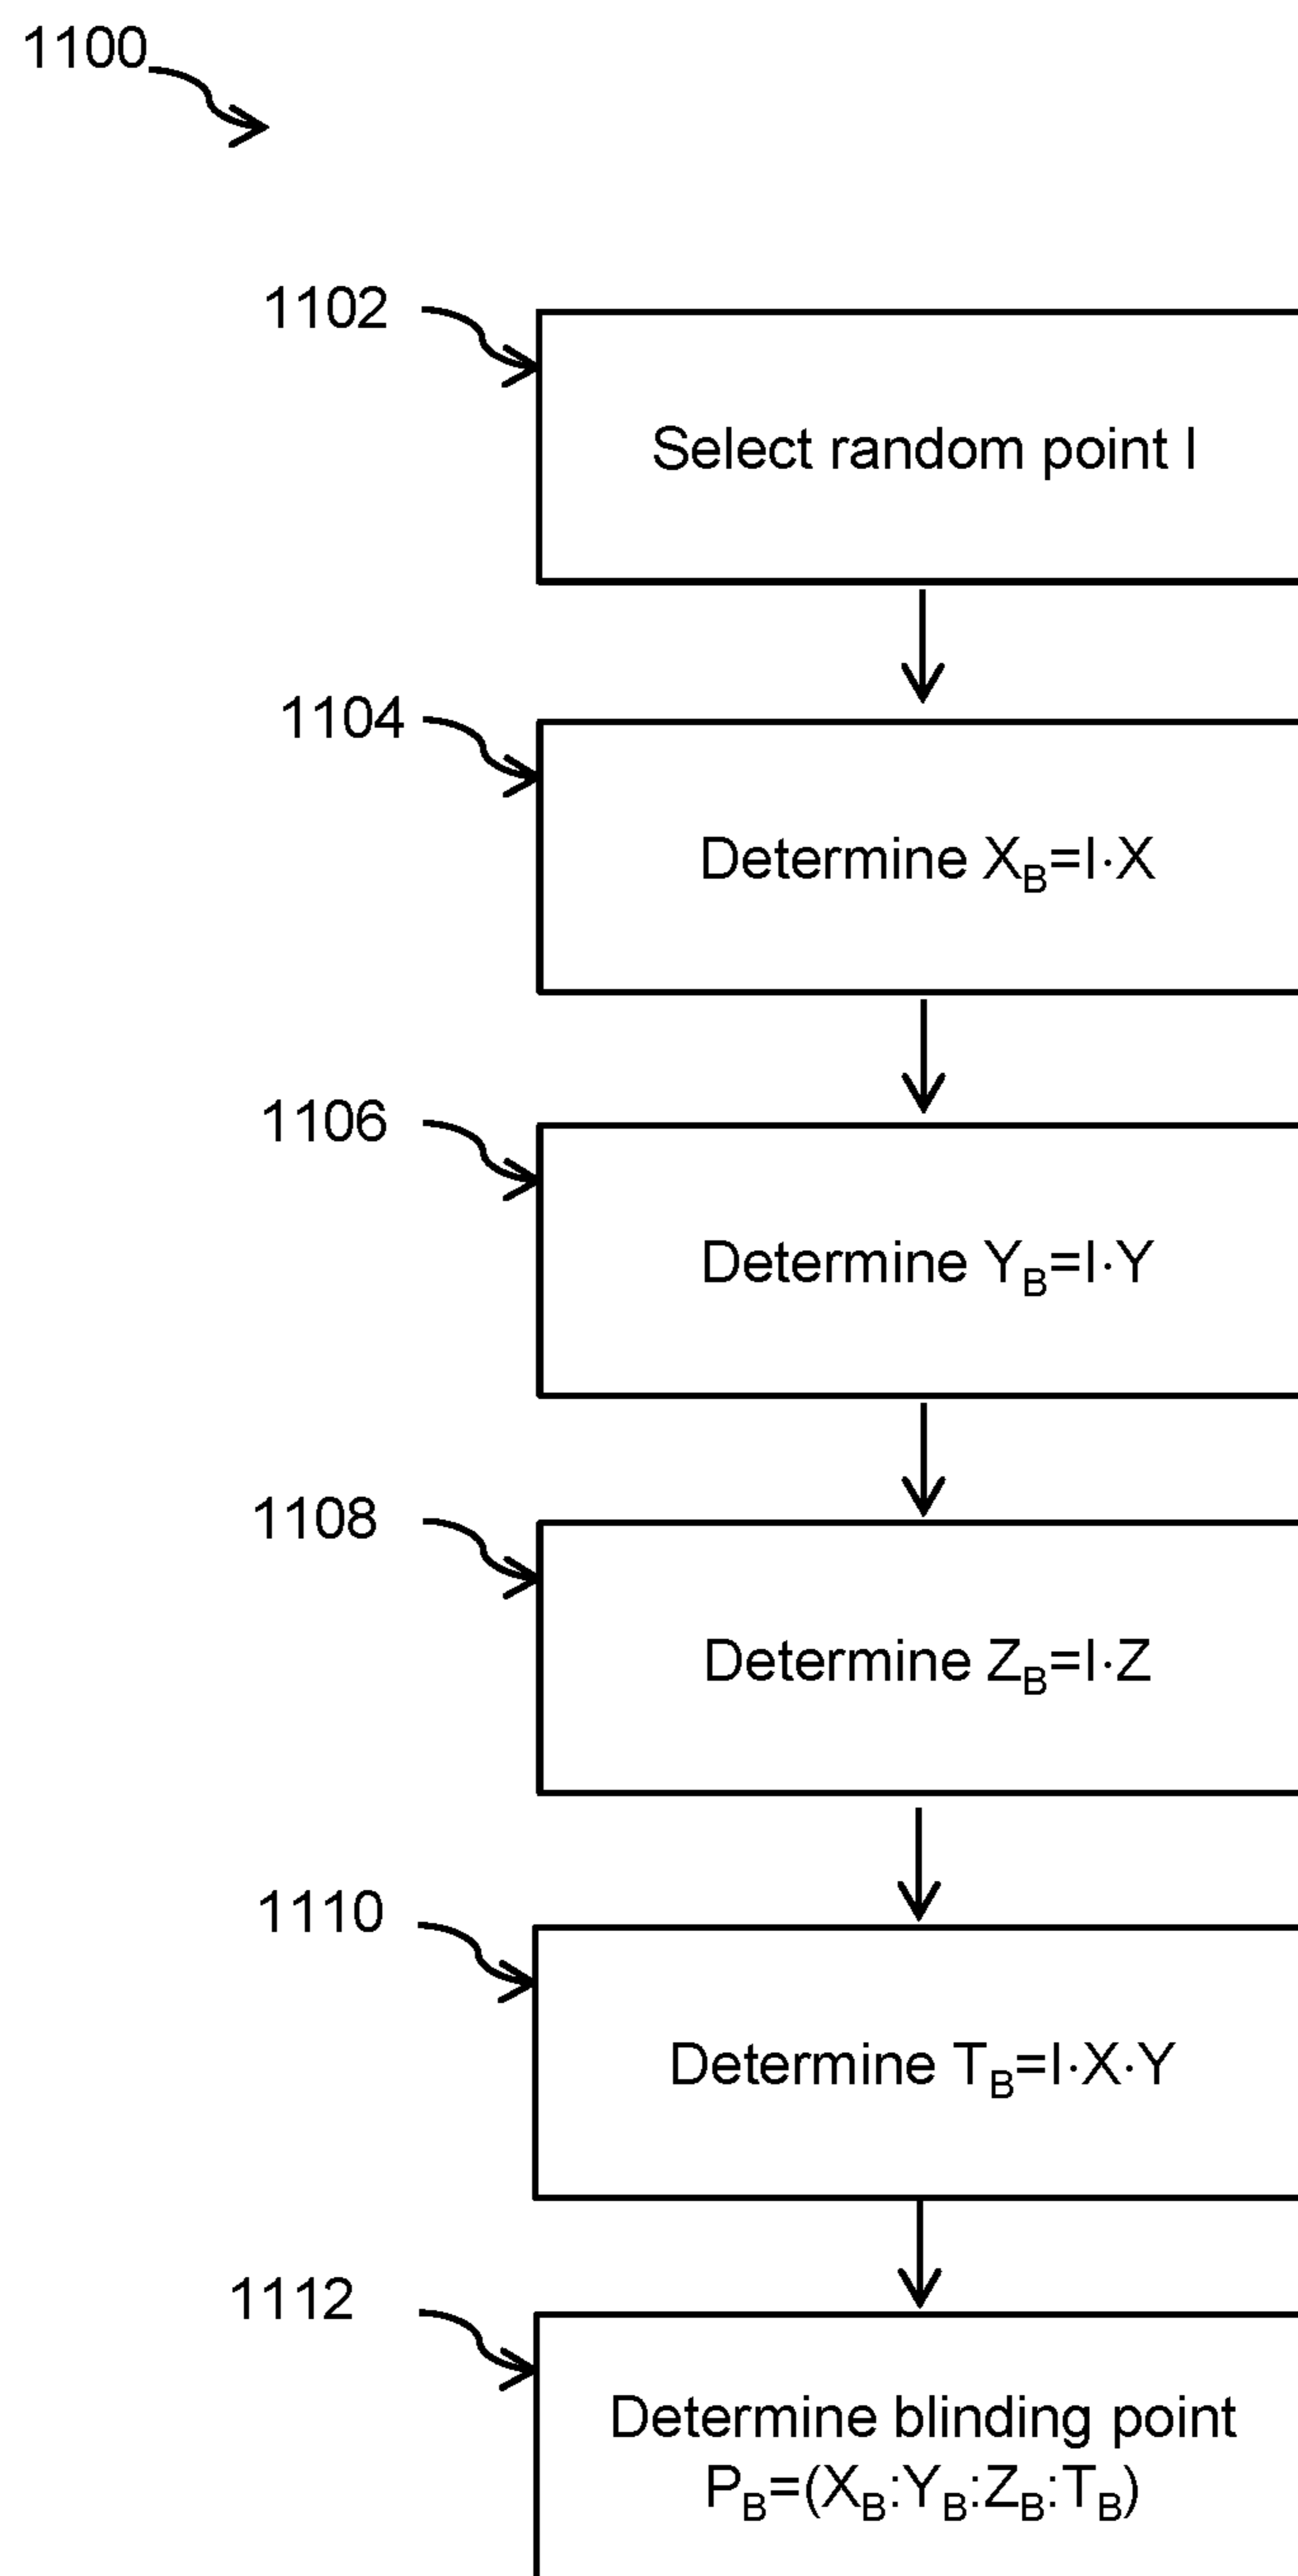 1100
1102
Select random point I
1104
Determine X_B=I·X
1106
Determine Y_B=I·Y
1108
Determine Z_B=I·Z
1110
Determine T_B=I·X·Y
1112
Determine blinding point
P_B=(X_B:Y_B:Z_B:T_B)